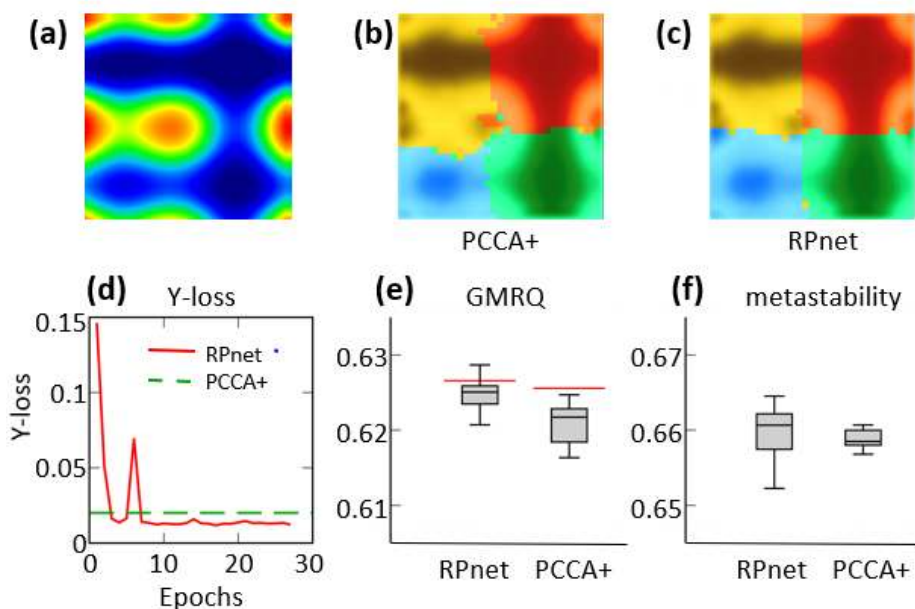 (a)
(b)
(c)
PCCA+
RPnet
(d)
Y-loss
(e)
GMRQ
(f)
metastability
0.15
0.1
0.05
0
Y-loss
RPnet
PCCA+
0
10
20
30
Epochs
0.63
0.62
0.61
RPnet
PCCA+
0.67
0.66
0.65
RPnet
PCCA+